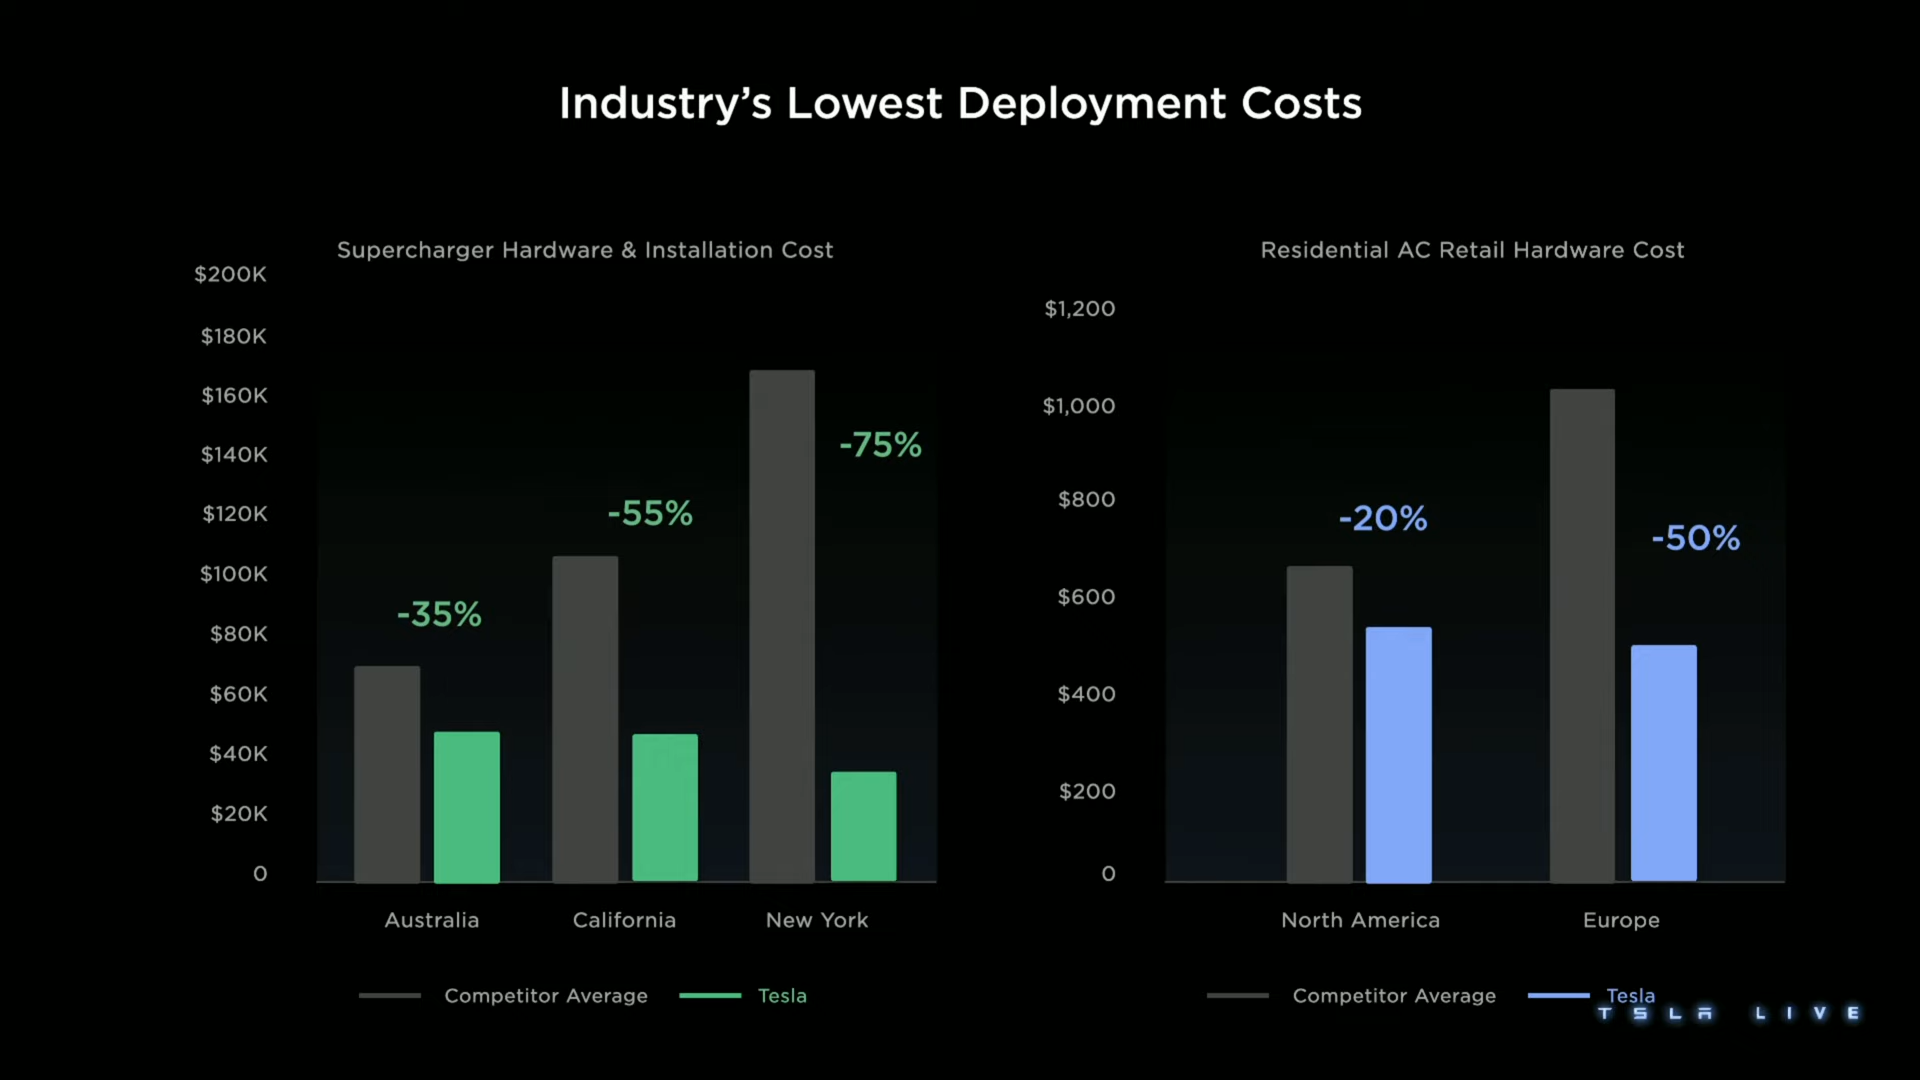 Industry's Lowest Deployment Costs
Supercharger Hardware & Installation Cost
$200K
$180K
$160K
$140K
$120K
$100K
$80K
$60K
$40K
$20K
0
-35%
-55%
-75%
Australia
California
New York
Competitor Average
Tesla
Residential AC Retail Hardware Cost
$1,200
$1,000
$800
$600
$400
$200
0
-20%
-50%
North America
Europe
Competitor Average
Tesla
TSLA LIVE